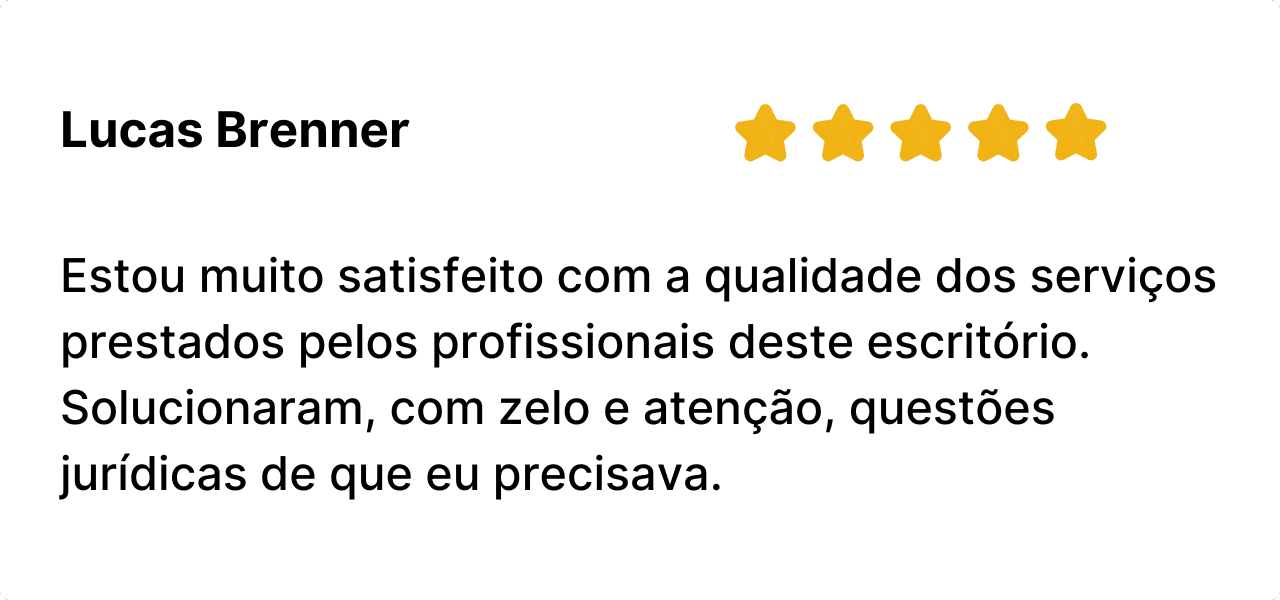 Lucas Brenner
Estou muito satisfeito com a qualidade dos serviços
prestados pelos profissionais deste escritório.
Solucionaram, com zelo e atenção, questões
jurídicas de que eu precisava.